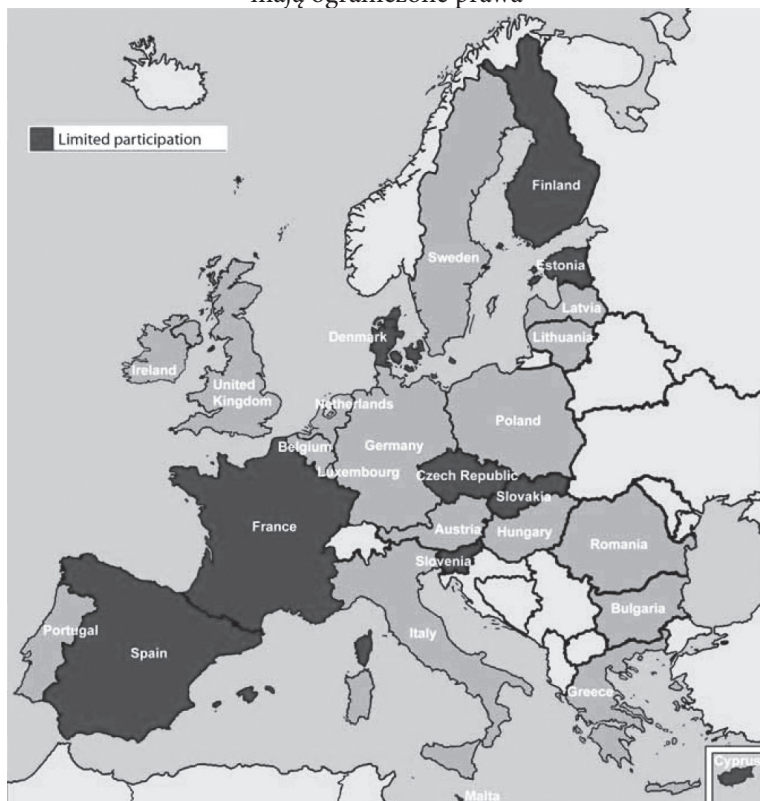 mają ograniczone prawa
Limited participation
Finland
Sweden
Estonia
Latvia
Denmark
Lithuania
Ireland
United
Kingdom
Netherlands
Poland
Belgium
Germany
Luxembourg
Czech Republic
Slovakia
France
Austria
Hungary
Slovenia
Romania
Bulgaria
Portugal
Italy
Spain
Greece
Cyprus
Malta